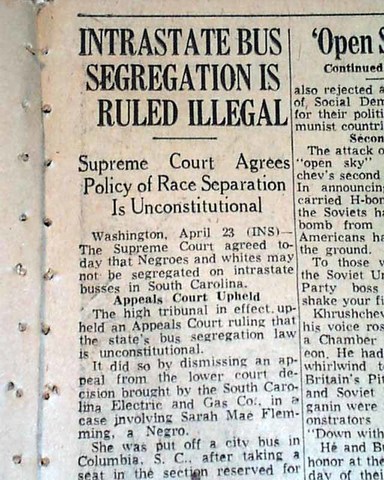 INTRASTATE BUS
SEGREGATION IS
RULED ILLEGAL
Supreme Court Agrees
Policy of Race Separation
Is Unconstitutional
Washington, April 23 (INS)—
The Supreme Court agreed to-
day that Negroes and whites may
not be segregated on intrastate
busses in South Carolina.
Appeals Court Upheld
The high tribunal in effect, up-
held an Appeals Court ruling that
the state's bus segregation law
is unconstitutional.
It did so by dismissing an ap-
peal from the lower court de-
cision brought by the South Caro-
lina Electric and Gas Co., in a
case involving Sarah Mae Flem-
ming, a Negro.
She was put off a city bus in
Columbia, S. C., after taking a
seat in the section reserved for
'Open S
Continued
also rejected a
of, Social Dem
for their politi
munist countri
Secon
The attack o
"open sky"
chev's second
In announcing
carried H-bom
the Soviets ha
bomb from
Americans ha
the ground.
To those w
the Soviet Un
Party boss
shake your fi
Khrushchev
his voice ros
a Chamber
eon. He had
whirlwind to
Britain's Pi
and Soviet
ganin were
onstrators
"Down with
He and Bu
honor at the
day of their